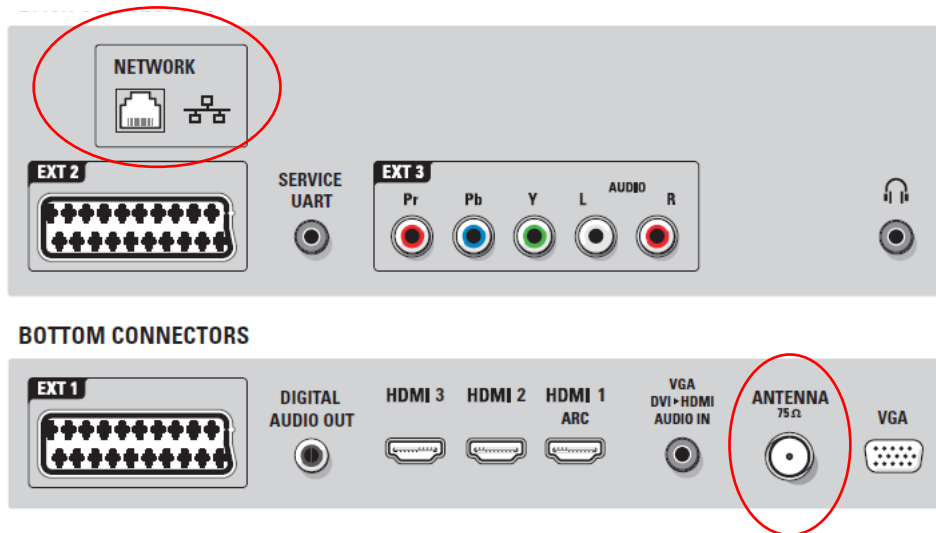 NETWORK
EXT 2
SERVICE
UART
EXT 3
Pr
Pb
Y
L
AUDIO
R
BOTTOM CONNECTORS
EXT 1
DIGITAL
AUDIO OUT
HDMI 3
HDMI 2
HDMI 1
ARC
VGA
DVI▸HDMI
AUDIO IN
ANTENNA
75 Ω
VGA